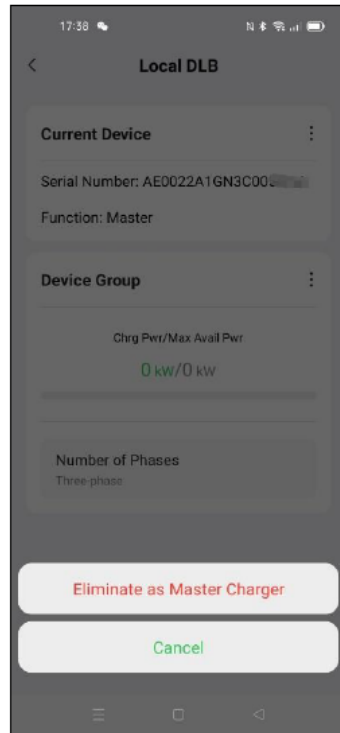 17:38
Local DLB
Current Device
Serial Number: AE0022A1GN3C00
Function: Master
Device Group
Chrg Pwr/Max Avail Pwr
0 kW/0 kW
Number of Phases
Three-phase
Eliminate as Master Charger
Cancel